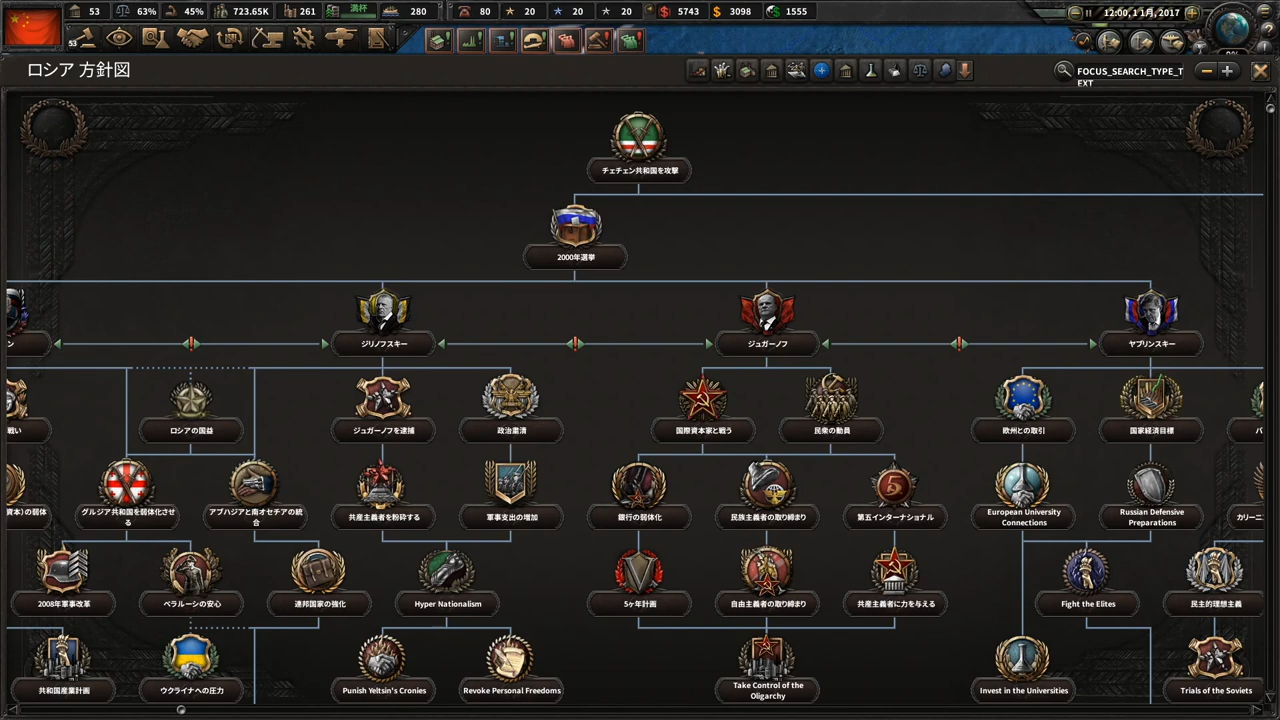 53 63% 45% 723.65K 261 満杯 280 80 20 20 20 5743 3098 1555 12:00, 1 1月, 2017
53
0%
ロシア 方針図
FOCUS_SEARCH_TYPE_T
EXT
チェチェン共和国を攻撃
2000年選挙
ン ジリノフスキー ジュガーノフ ヤブリンスキー
戦い ロシアの国益 ジュガーノフを逮捕 政治粛清 国際資本家と戦う 民衆の動員 欧州との取引 国家経済目標 パ
資本)の弱体 グルジア共和国を弱体化させ
る
アブハジアと南オセチアの統
合
共産主義者を粉砕する 軍事支出の増加 銀行の弱体化 民族主義者の取り締まり 第五インターナショナル
European University
Connections
Russian Defensive
Preparations
カリーニ
2008年軍事改革 ベラルーシの安心 連邦国家の強化 Hyper Nationalism 5ヶ年計画 自由主義者の取り締まり 共産主義者に力を与える Fight the Elites 民主的理想主義
共和国産業計画 ウクライナへの圧力 Punish Yeltsin's Cronies Revoke Personal Freedoms
Take Control of the
Oligarchy
Invest in the Universities Trials of the Soviets